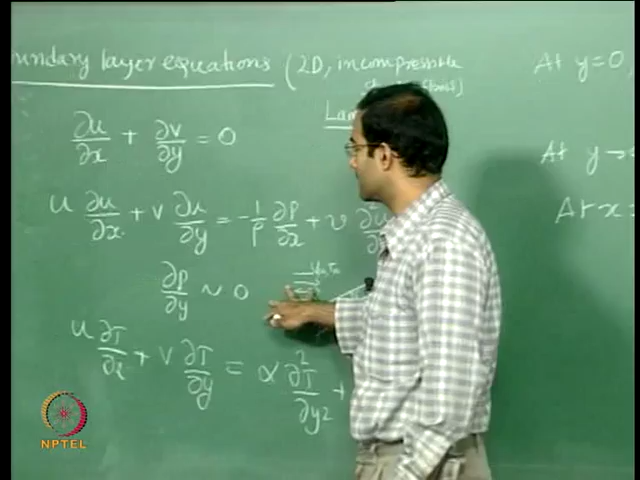 undary layer equations (2D, incompressible
∂u/∂x + ∂v/∂y = 0
u ∂u/∂x + v ∂u/∂y = -1/ρ ∂P/∂x + ν
∂P/∂y ~ 0
u ∂T/∂x + v ∂T/∂y = α ∂²T/∂y² +
At y=0,
At y →
At x=
NPTEL